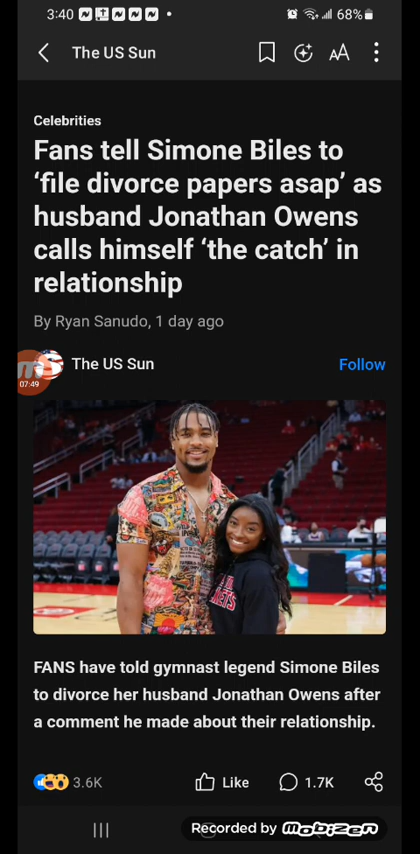 3:40
68%
The US Sun
AA
Celebrities
Fans tell Simone Biles to
‘file divorce papers asap’ as
husband Jonathan Owens
calls himself ‘the catch’ in
relationship
By Ryan Sanudo, 1 day ago
The US Sun
Follow
07:49
FANS have told gymnast legend Simone Biles
to divorce her husband Jonathan Owens after
a comment he made about their relationship.
3.6K
Like
1.7K
Recorded by Mobizen